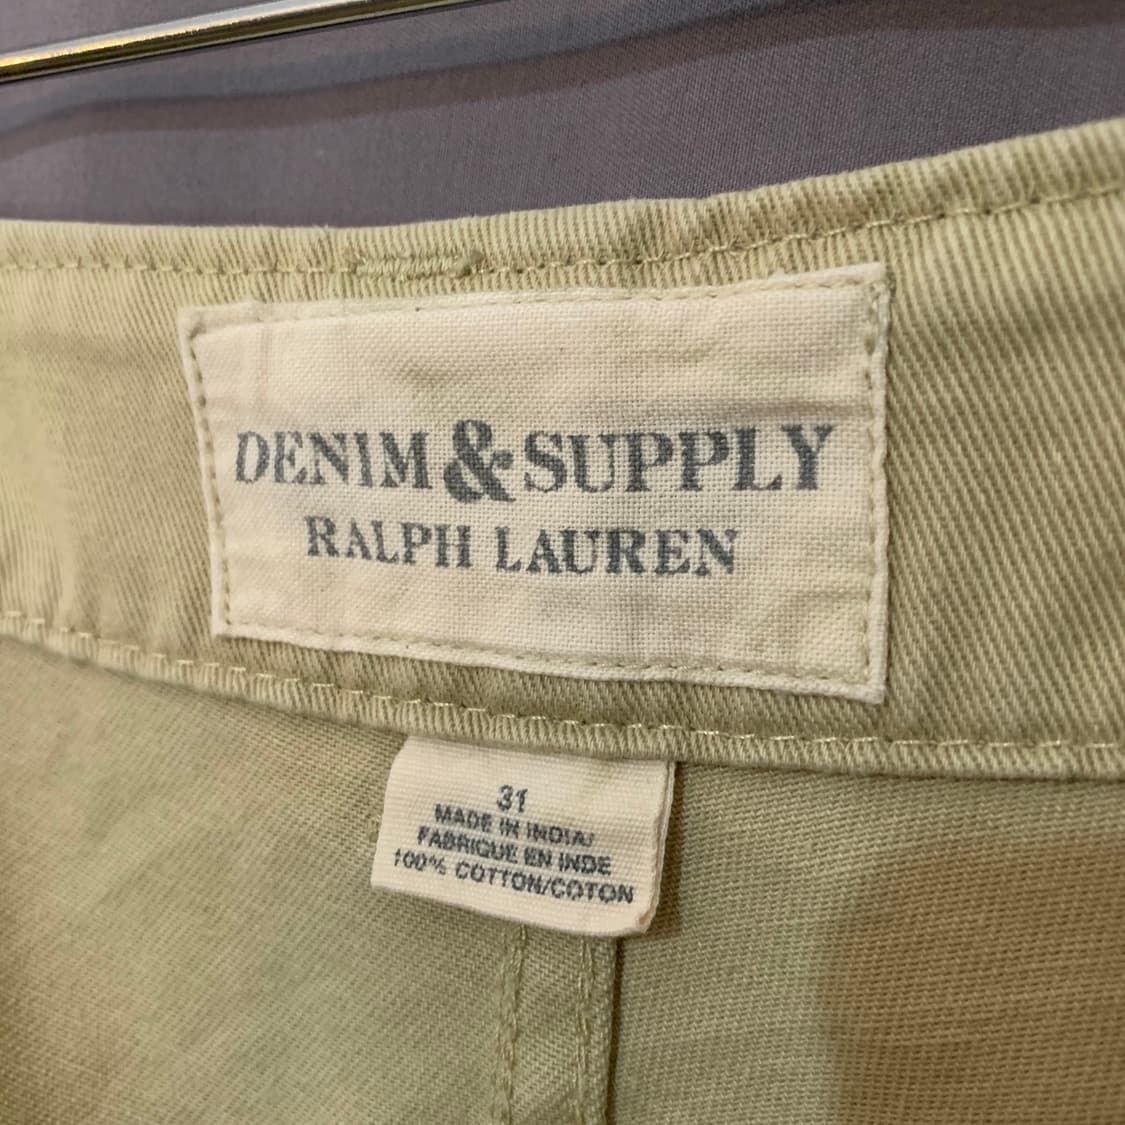 DENIM & SUPPLY
RALPH LAUREN
31
MADE IN INDIA/
FABRIQUE EN INDE
100% COTTON/COTON